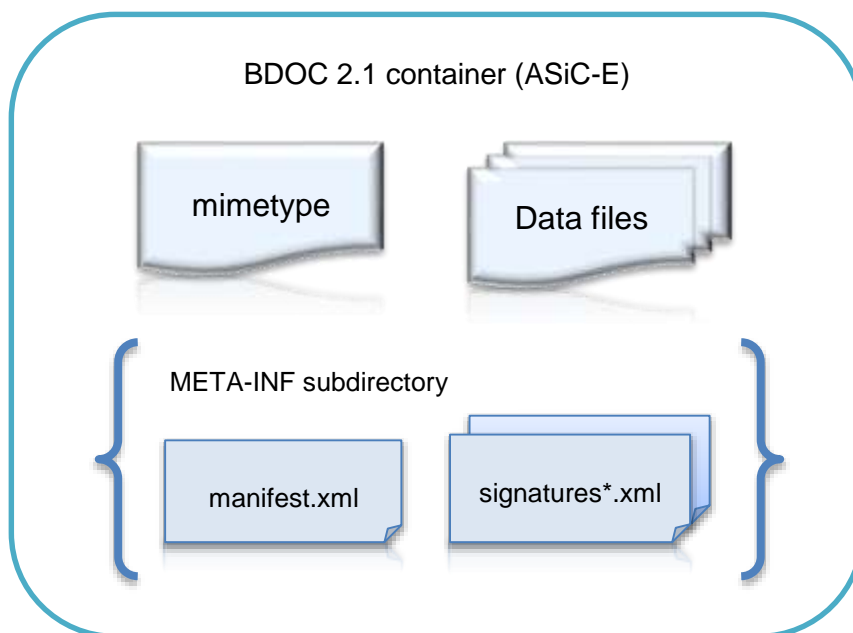 BDOC 2.1 container (ASiC-E)
mimetype
Data files
META-INF subdirectory
manifest.xml
signatures*.xml